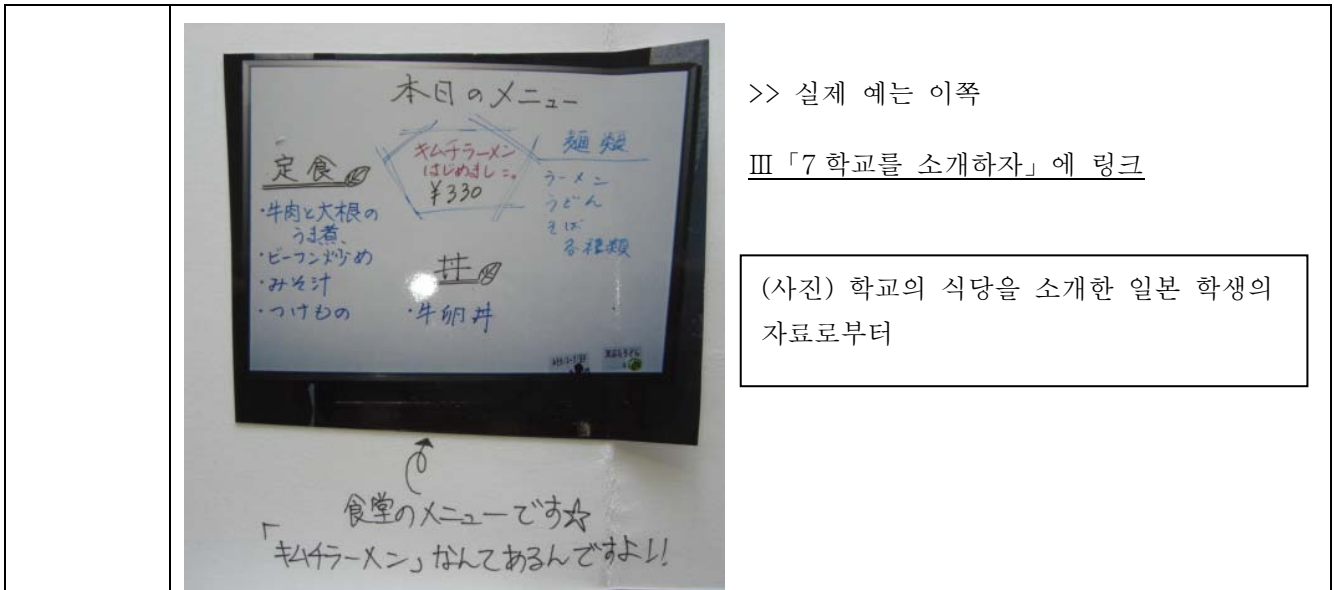 本日のメニュー
定食
・牛肉と大根の
うま煮
・ビーフン炒め
・みそ汁
・つけもの
キムチラーメン
はじめました。
¥330
丼
・牛卵丼
麺類
ラーメン
うどん
そば
各種類
食堂のメニューです☆
「キムチラーメン」なんてあるんですよ!!
>> 실제 예는 이쪽
Ⅲ「7 학교를 소개하자」에 링크
(사진) 학교의 식당을 소개한 일본 학생의
자료로부터